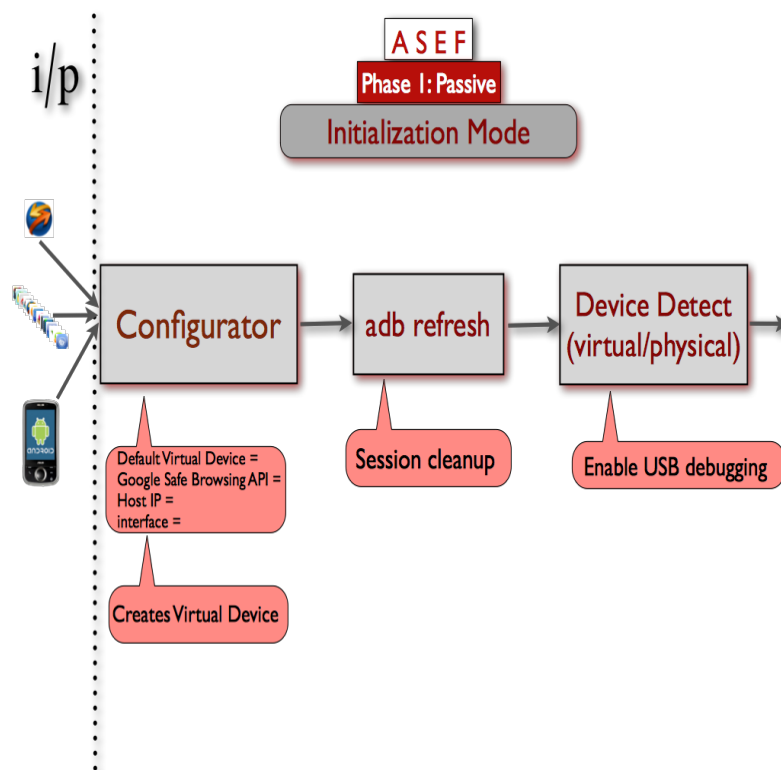 A S E F
Phase 1: Passive
Initialization Mode
i/p
Configurator
adb refresh
Device Detect
(virtual/physical)
Default Virtual Device =
Google Safe Browsing API =
Host IP =
interface =
Session cleanup
Enable USB debugging
Creates Virtual Device
ANDROID